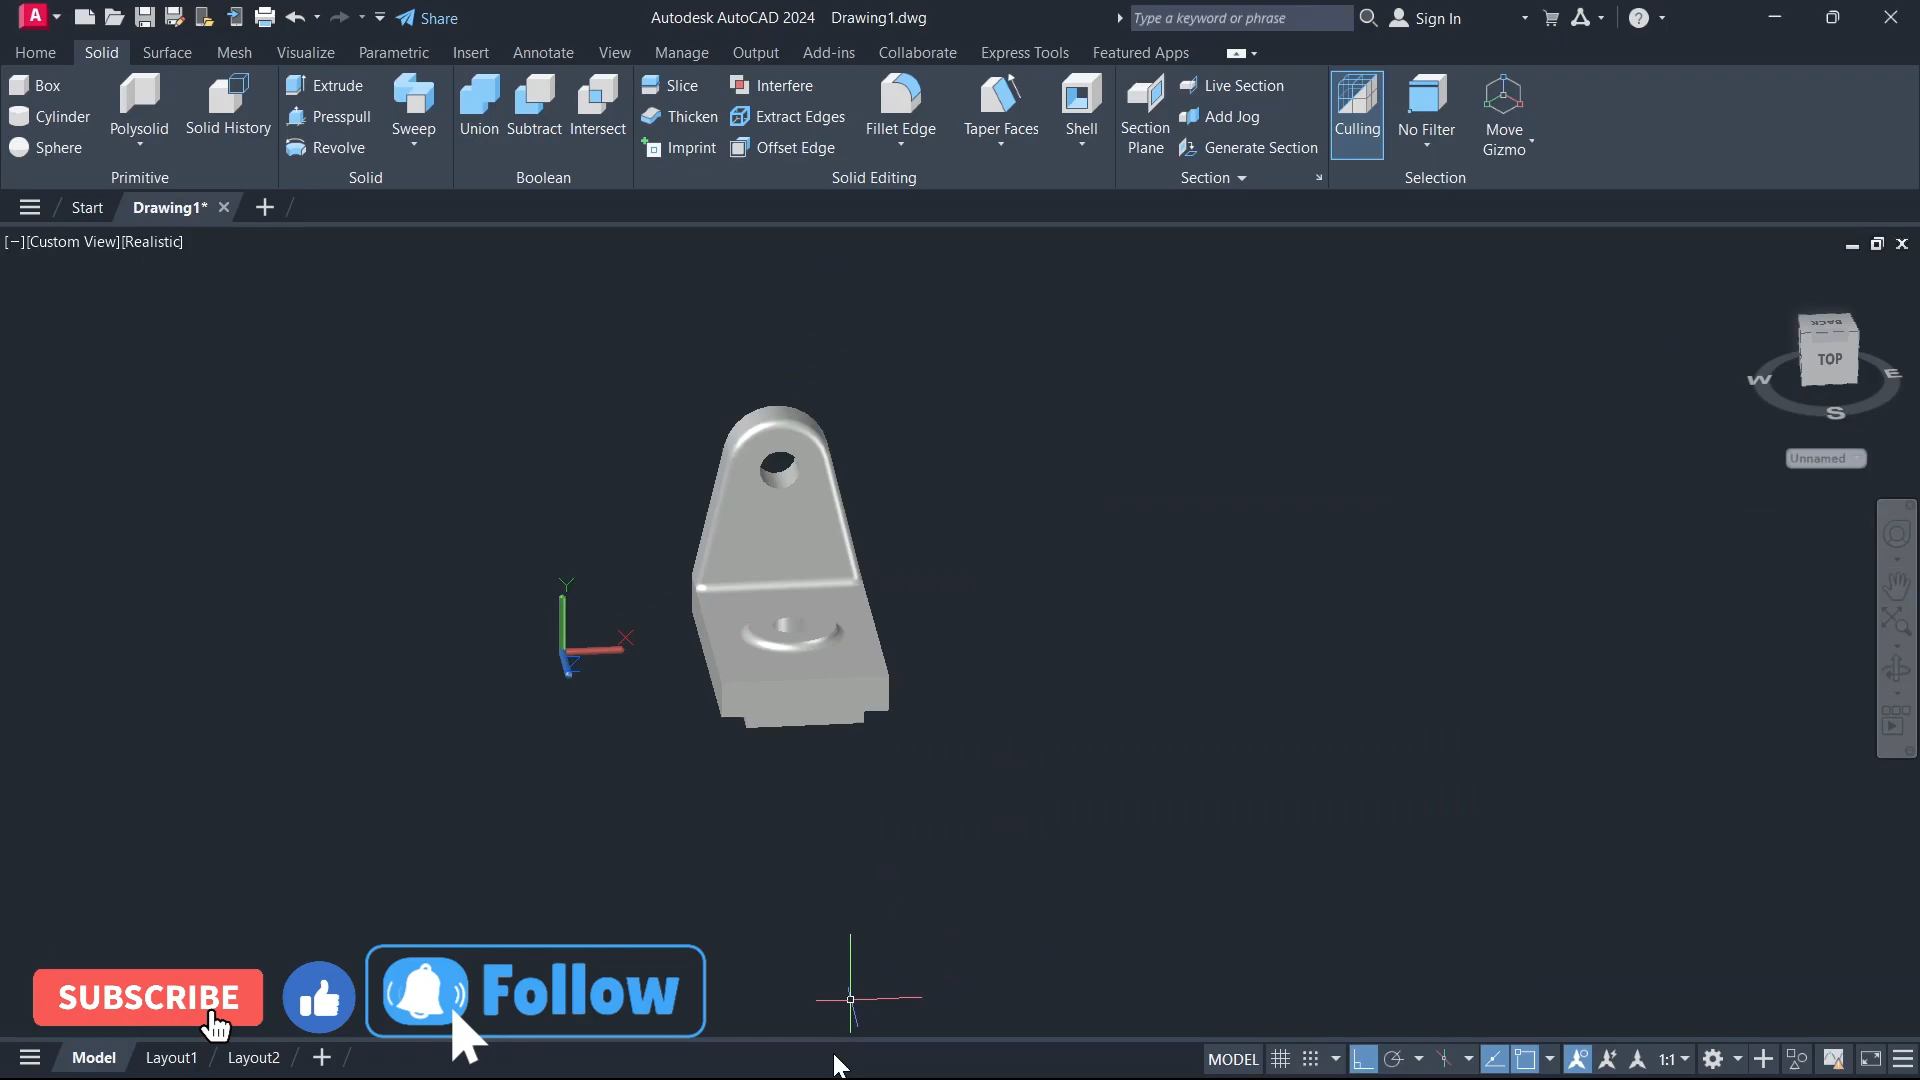 A Share Autodesk AutoCAD 2024 Drawing1.dwg Type a keyword or phrase Sign In
Home Solid Surface Mesh Visualize Parametric Insert Annotate View Manage Output Add-ins Collaborate Express Tools Featured Apps
Box Extrude Slice Interfere Live Section
Cylinder Presspull Thicken Extract Edges Add Jog
Sphere Revolve Imprint Offset Edge Generate Section
Polysolid Solid History Sweep Union Subtract Intersect Fillet Edge Taper Faces Shell Section Plane Culling No Filter Move Gizmo
Primitive Solid Boolean Solid Editing Section Selection
Start Drawing1*
[−][Custom View][Realistic]
BACK
TOP
W E
S
Unnamed
Y
X
Z
SUBSCRIBE Follow
Model Layout1 Layout2 MODEL 1:1